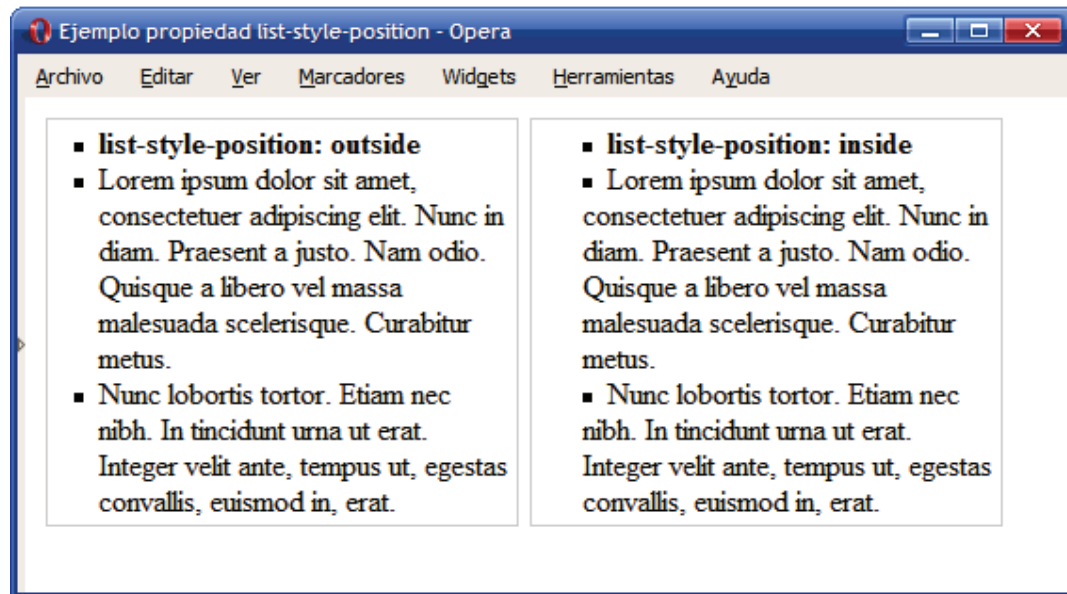 Ejemplo propiedad list-style-position - Opera
Archivo Editar Ver Marcadores Widgets Herramientas Ayuda
list-style-position: outside
Lorem ipsum dolor sit amet,
consectetuer adipiscing elit. Nunc in
diam. Praesent a justo. Nam odio.
Quisque a libero vel massa
malesuada scelerisque. Curabitur
metus.
Nunc lobortis tortor. Etiam nec
nibh. In tincidunt urna ut erat.
Integer velit ante, tempus ut, egestas
convallis, euismod in, erat.
list-style-position: inside
Lorem ipsum dolor sit amet,
consectetuer adipiscing elit. Nunc in
diam. Praesent a justo. Nam odio.
Quisque a libero vel massa
malesuada scelerisque. Curabitur
metus.
Nunc lobortis tortor. Etiam nec
nibh. In tincidunt urna ut erat.
Integer velit ante, tempus ut, egestas
convallis, euismod in, erat.